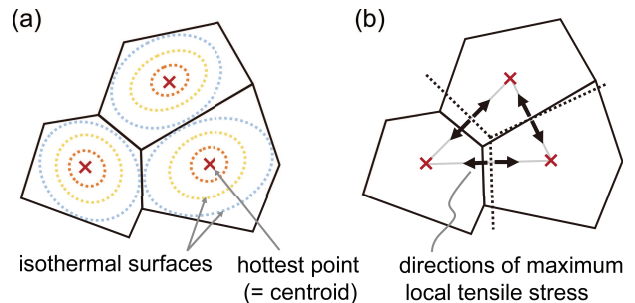 (a)
(b)
isothermal surfaces
hottest point
(= centroid)
directions of maximum
local tensile stress